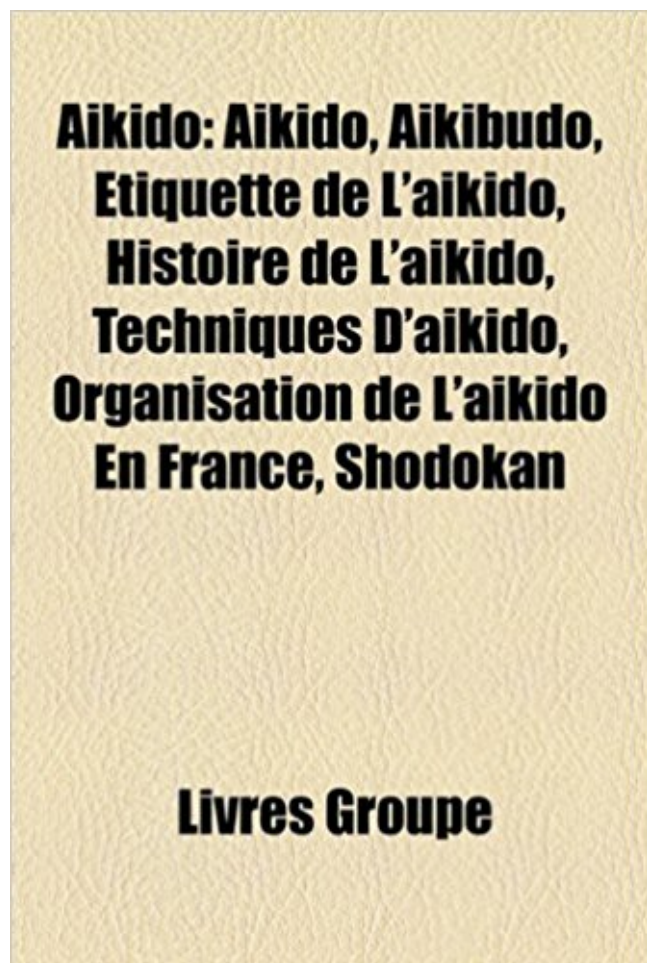 Aikido: Aikido, Aikibudo,
Etiquette de L'aikido,
Histoire de L'aikido,
Techniques D'aikido,
Organisation de L'aikido
En France, Shodokan
Livres Groupe